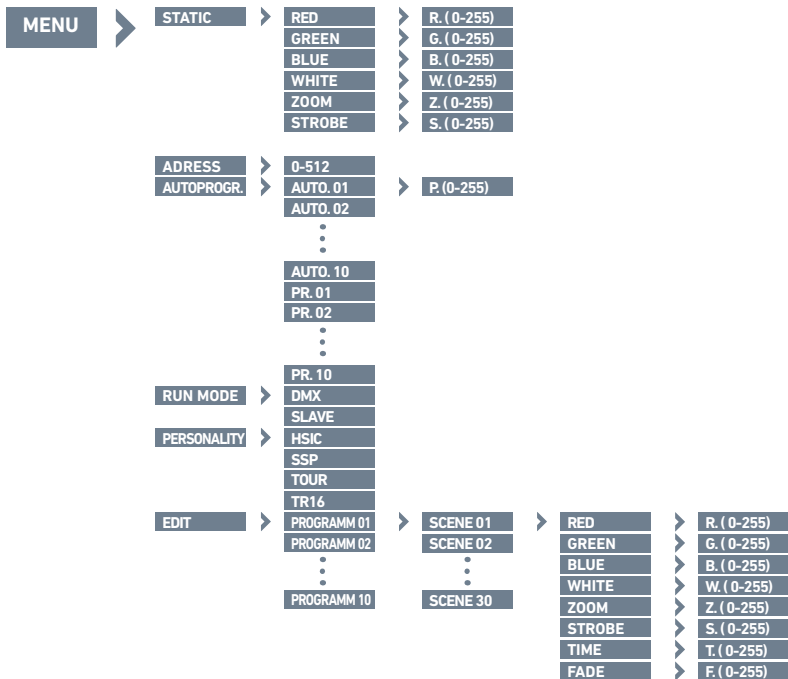 MENU
STATIC RED R. ( 0-255)
GREEN G. ( 0-255)
BLUE B. ( 0-255)
WHITE W. ( 0-255)
ZOOM Z. ( 0-255)
STROBE S. ( 0-255)
ADRESS 0-512
AUTOPROGR. AUTO. 01 P. (0-255)
AUTO. 02
AUTO. 10
PR. 01
PR. 02
PR. 10
RUN MODE DMX
SLAVE
PERSONALITY HSIC
SSP
TOUR
TR16
EDIT PROGRAMM 01 SCENE 01 RED R. ( 0-255)
PROGRAMM 02 SCENE 02 GREEN G. ( 0-255)
BLUE B. ( 0-255)
PROGRAMM 10 SCENE 30 WHITE W. ( 0-255)
ZOOM Z. ( 0-255)
STROBE S. ( 0-255)
TIME T. ( 0-255)
FADE F. ( 0-255)